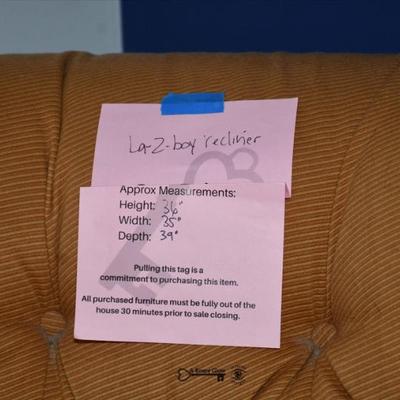 La-Z-boy recliner
Approx Measurements:
Height: 36"
Width: 35"
Depth: 39"
Pulling this tag is a
commitment to purchasing this item.
All purchased furniture must be fully out of the
house 30 minutes prior to sale closing.